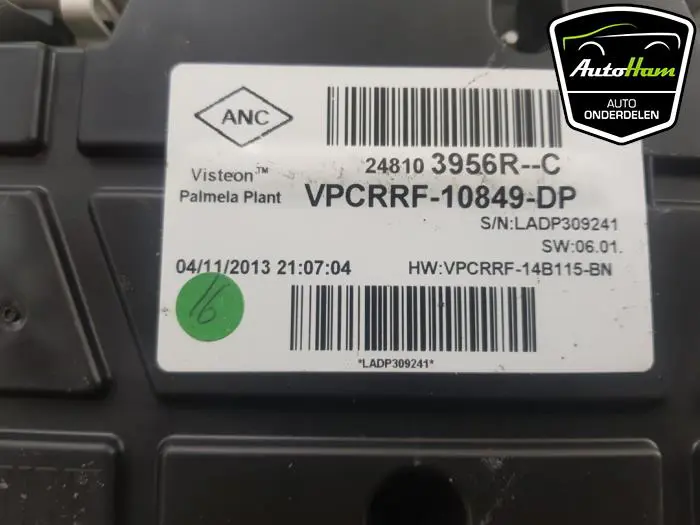 AutoHam
AUTO
ONDERDELEN
ANC
24810 3956R--C
Visteon™
Palmela Plant
VPCRRF-10849-DP
S/N:LADP309241
SW:06.01.
04/11/2013 21:07:04
HW:VPCRRF-14B115-BN
16
*LADP309241*